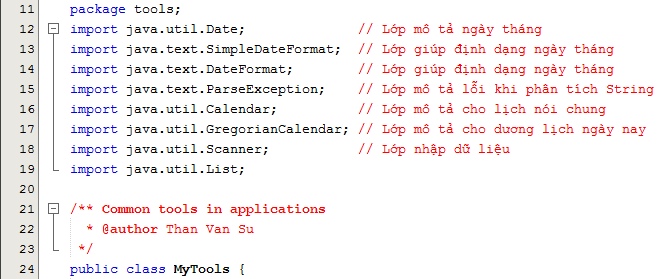 11 package tools;
12 import java.util.Date; // Lớp mô tả ngày tháng
13 import java.text.SimpleDateFormat; // Lớp giúp định dạng ngày tháng
14 import java.text.DateFormat; // Lớp giúp định dạng ngày tháng
15 import java.text.ParseException; // Lớp mô tả lỗi khi phân tích String
16 import java.util.Calendar; // Lớp mô tả cho lịch nói chung
17 import java.util.GregorianCalendar; // Lớp mô tả cho dương lịch ngày nay
18 import java.util.Scanner; // Lớp nhập dữ liệu
19 import java.util.List;
20
21 /** Common tools in applications
22 * @author Than Van Su
23 */
24 public class MyTools {